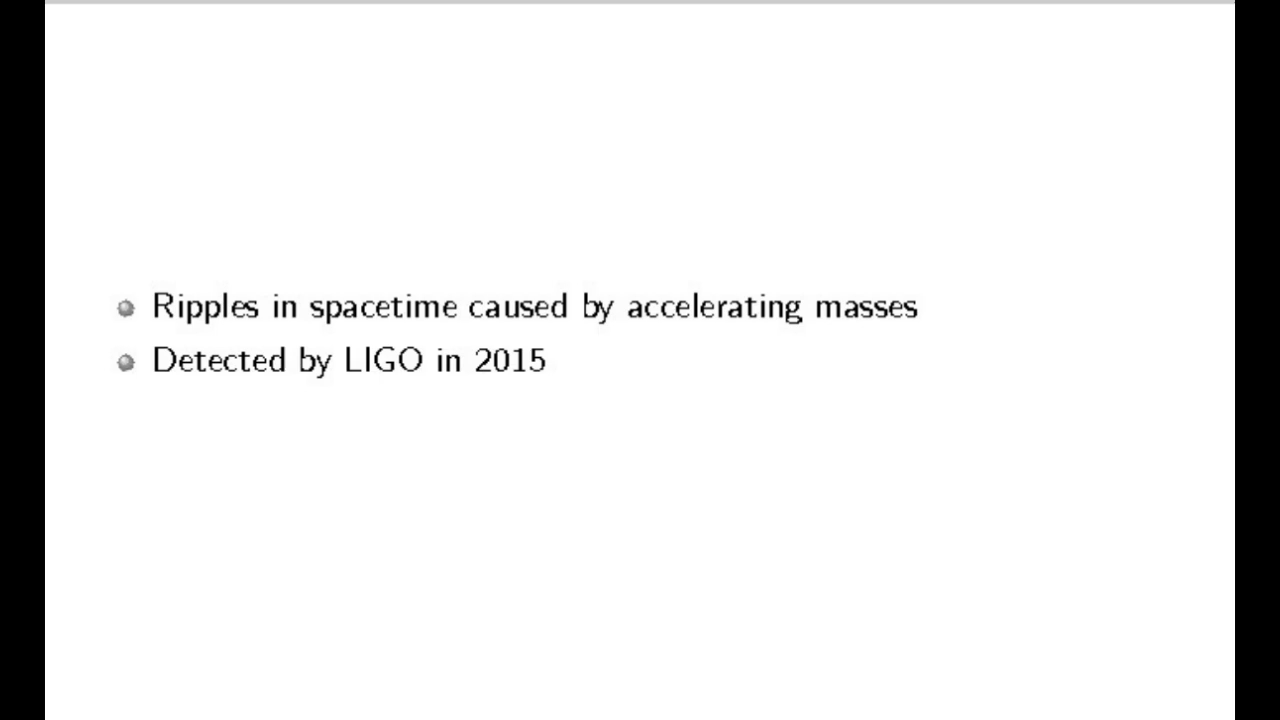 Ripples in spacetime caused by accelerating masses
Detected by LIGO in 2015